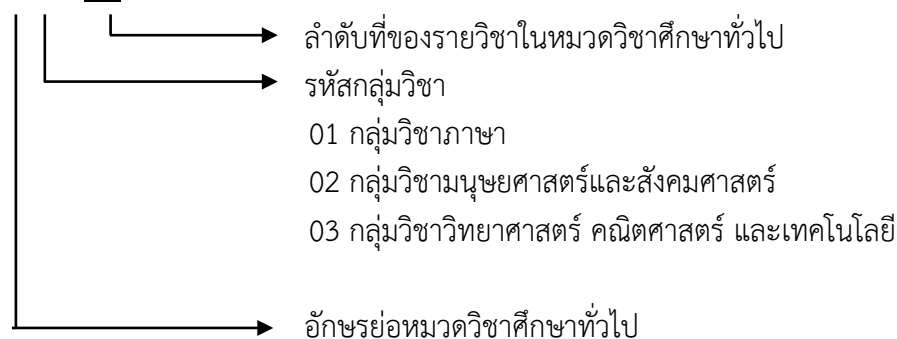 ลำดับที่ของรายวิชาในหมวดวิชาศึกษาทั่วไป
รหัสกลุ่มวิชา
01 กลุ่มวิชาภาษา
02 กลุ่มวิชามนุษยศาสตร์และสังคมศาสตร์
03 กลุ่มวิชาวิทยาศาสตร์ คณิตศาสตร์ และเทคโนโลยี
อักษรย่อหมวดวิชาศึกษาทั่วไป